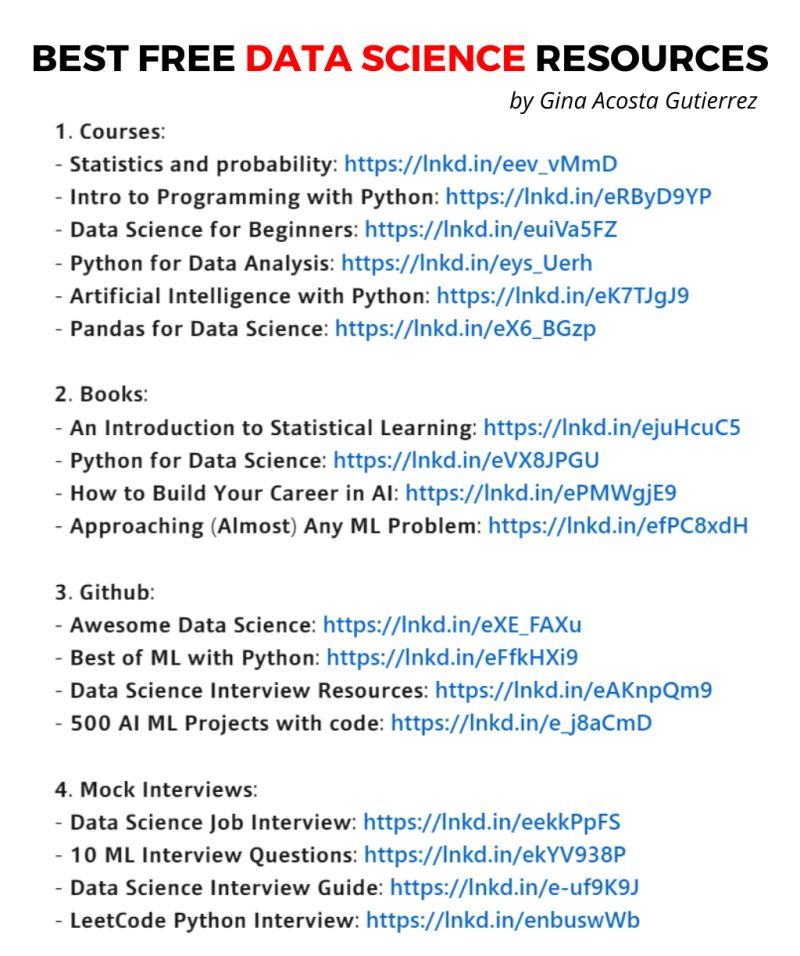 BEST FREE DATA SCIENCE RESOURCES
by Gina Acosta Gutierrez
1. Courses:
- Statistics and probability: https://lnkd.in/eev_vMmD
- Intro to Programming with Python: https://lnkd.in/eRByD9YP
- Data Science for Beginners: https://lnkd.in/euiVa5FZ
- Python for Data Analysis: https://lnkd.in/eys_Uerh
- Artificial Intelligence with Python: https://lnkd.in/eK7TJgJ9
- Pandas for Data Science: https://lnkd.in/eX6_BGzp
2. Books:
- An Introduction to Statistical Learning: https://lnkd.in/ejuHcuC5
- Python for Data Science: https://lnkd.in/eVX8JPGU
- How to Build Your Career in AI: https://lnkd.in/ePMWgjE9
- Approaching (Almost) Any ML Problem: https://lnkd.in/efPC8xdH
3. Github:
- Awesome Data Science: https://lnkd.in/eXE_FAXu
- Best of ML with Python: https://lnkd.in/eFfkHXi9
- Data Science Interview Resources: https://lnkd.in/eAKnpQm9
- 500 AI ML Projects with code: https://lnkd.in/e_j8aCmD
4. Mock Interviews:
- Data Science Job Interview: https://lnkd.in/eekkPpFS
- 10 ML Interview Questions: https://lnkd.in/ekYV938P
- Data Science Interview Guide: https://lnkd.in/e-uf9K9J
- LeetCode Python Interview: https://lnkd.in/enbuswWb